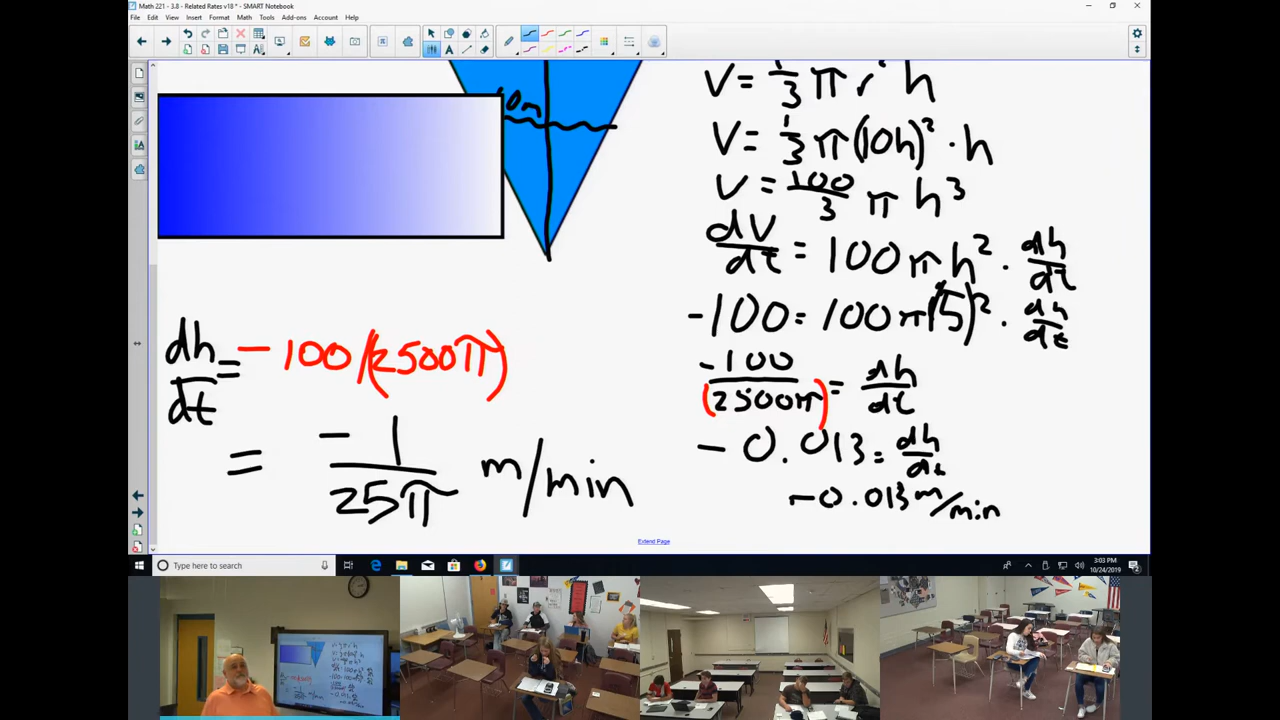 Math 221 - 3.8 - Related Rates v18 * - SMART Notebook
File Edit View Insert Format Math Tools Add-ons Account Help
V = 1/3 π r² h
V = 1/3 π(10h)² · h
V = 100/3 π h³
dV/dt = 100πh² · dh/dt
-100 = 100π(5)² · dh/dt
-100/(2500π) = dh/dt
-0.013 = dh/dt
-0.013 m/min
dh/dt = -100/(2500π)
= -1/25π m/min
Extend Page
Type here to search
3:03 PM
10/24/2019